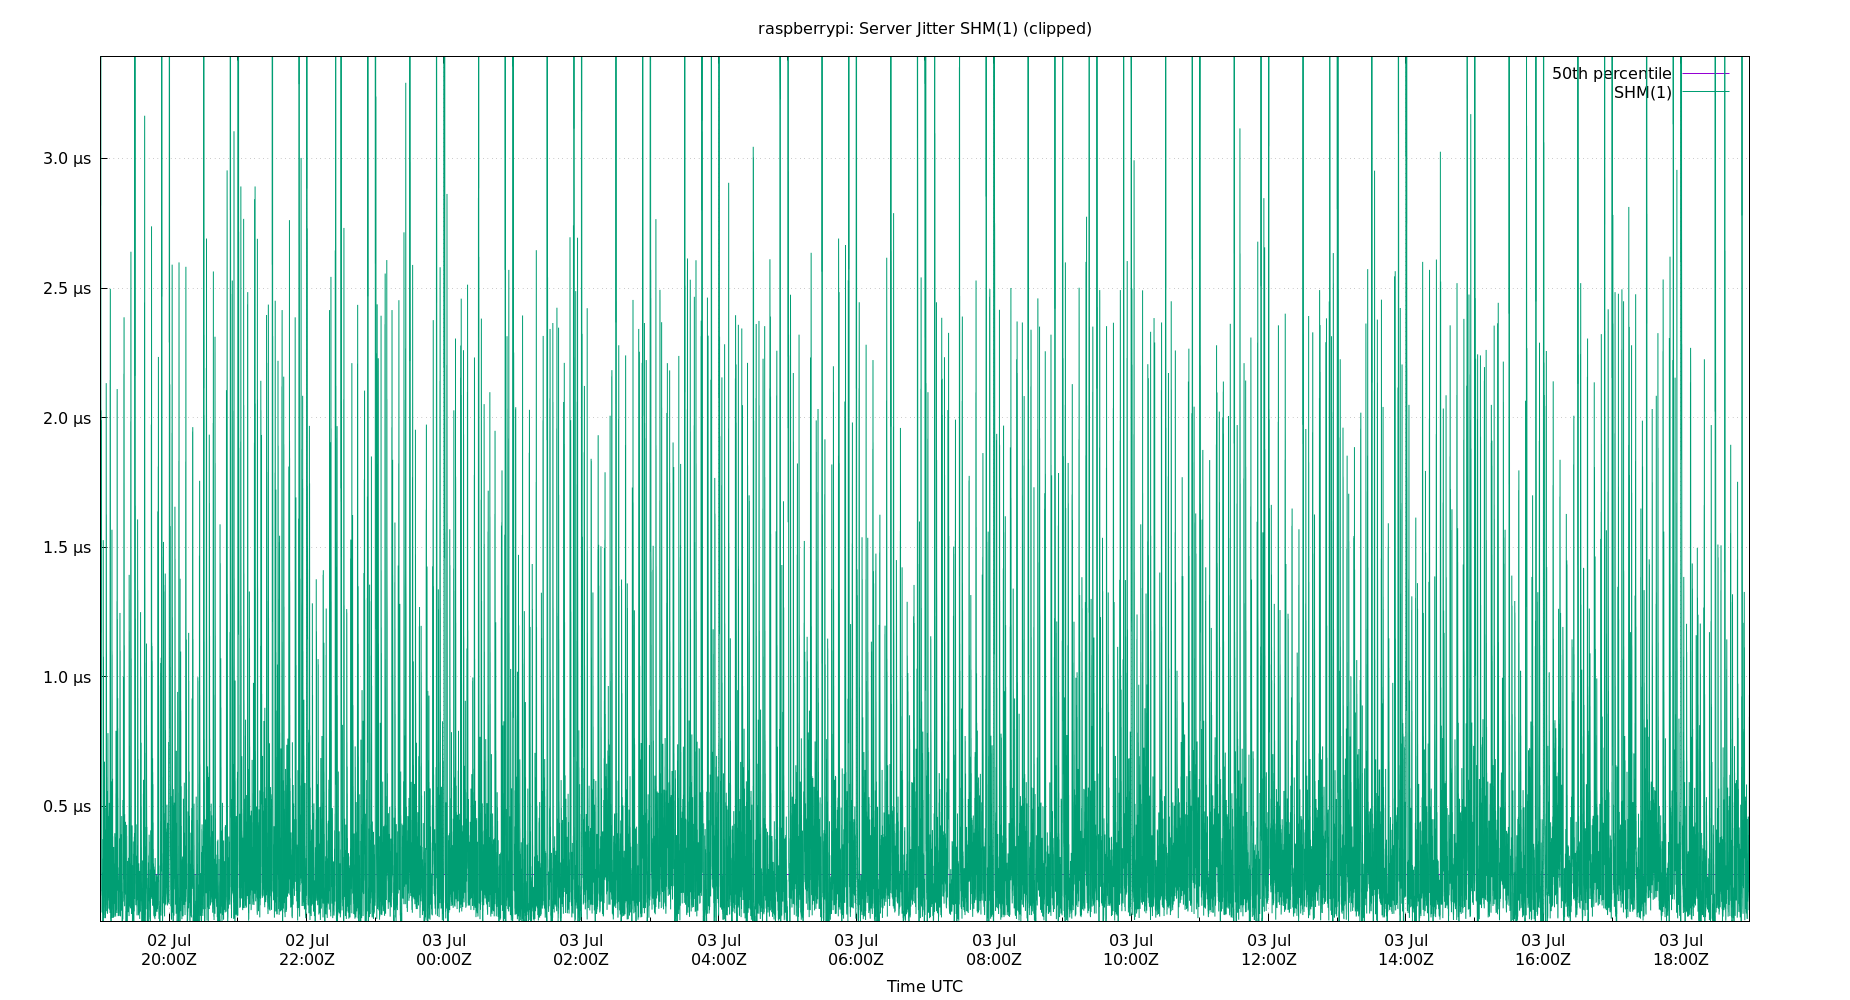 raspberrypi: Server Jitter SHM(1) (clipped)
50th percentile
SHM(1)
3.0 µs
2.5 µs
2.0 µs
1.5 µs
1.0 µs
0.5 µs
02 Jul 02 Jul 03 Jul 03 Jul 03 Jul 03 Jul 03 Jul 03 Jul 03 Jul 03 Jul 03 Jul 03 Jul
20:00Z 22:00Z 00:00Z 02:00Z 04:00Z 06:00Z 08:00Z 10:00Z 12:00Z 14:00Z 16:00Z 18:00Z
Time UTC